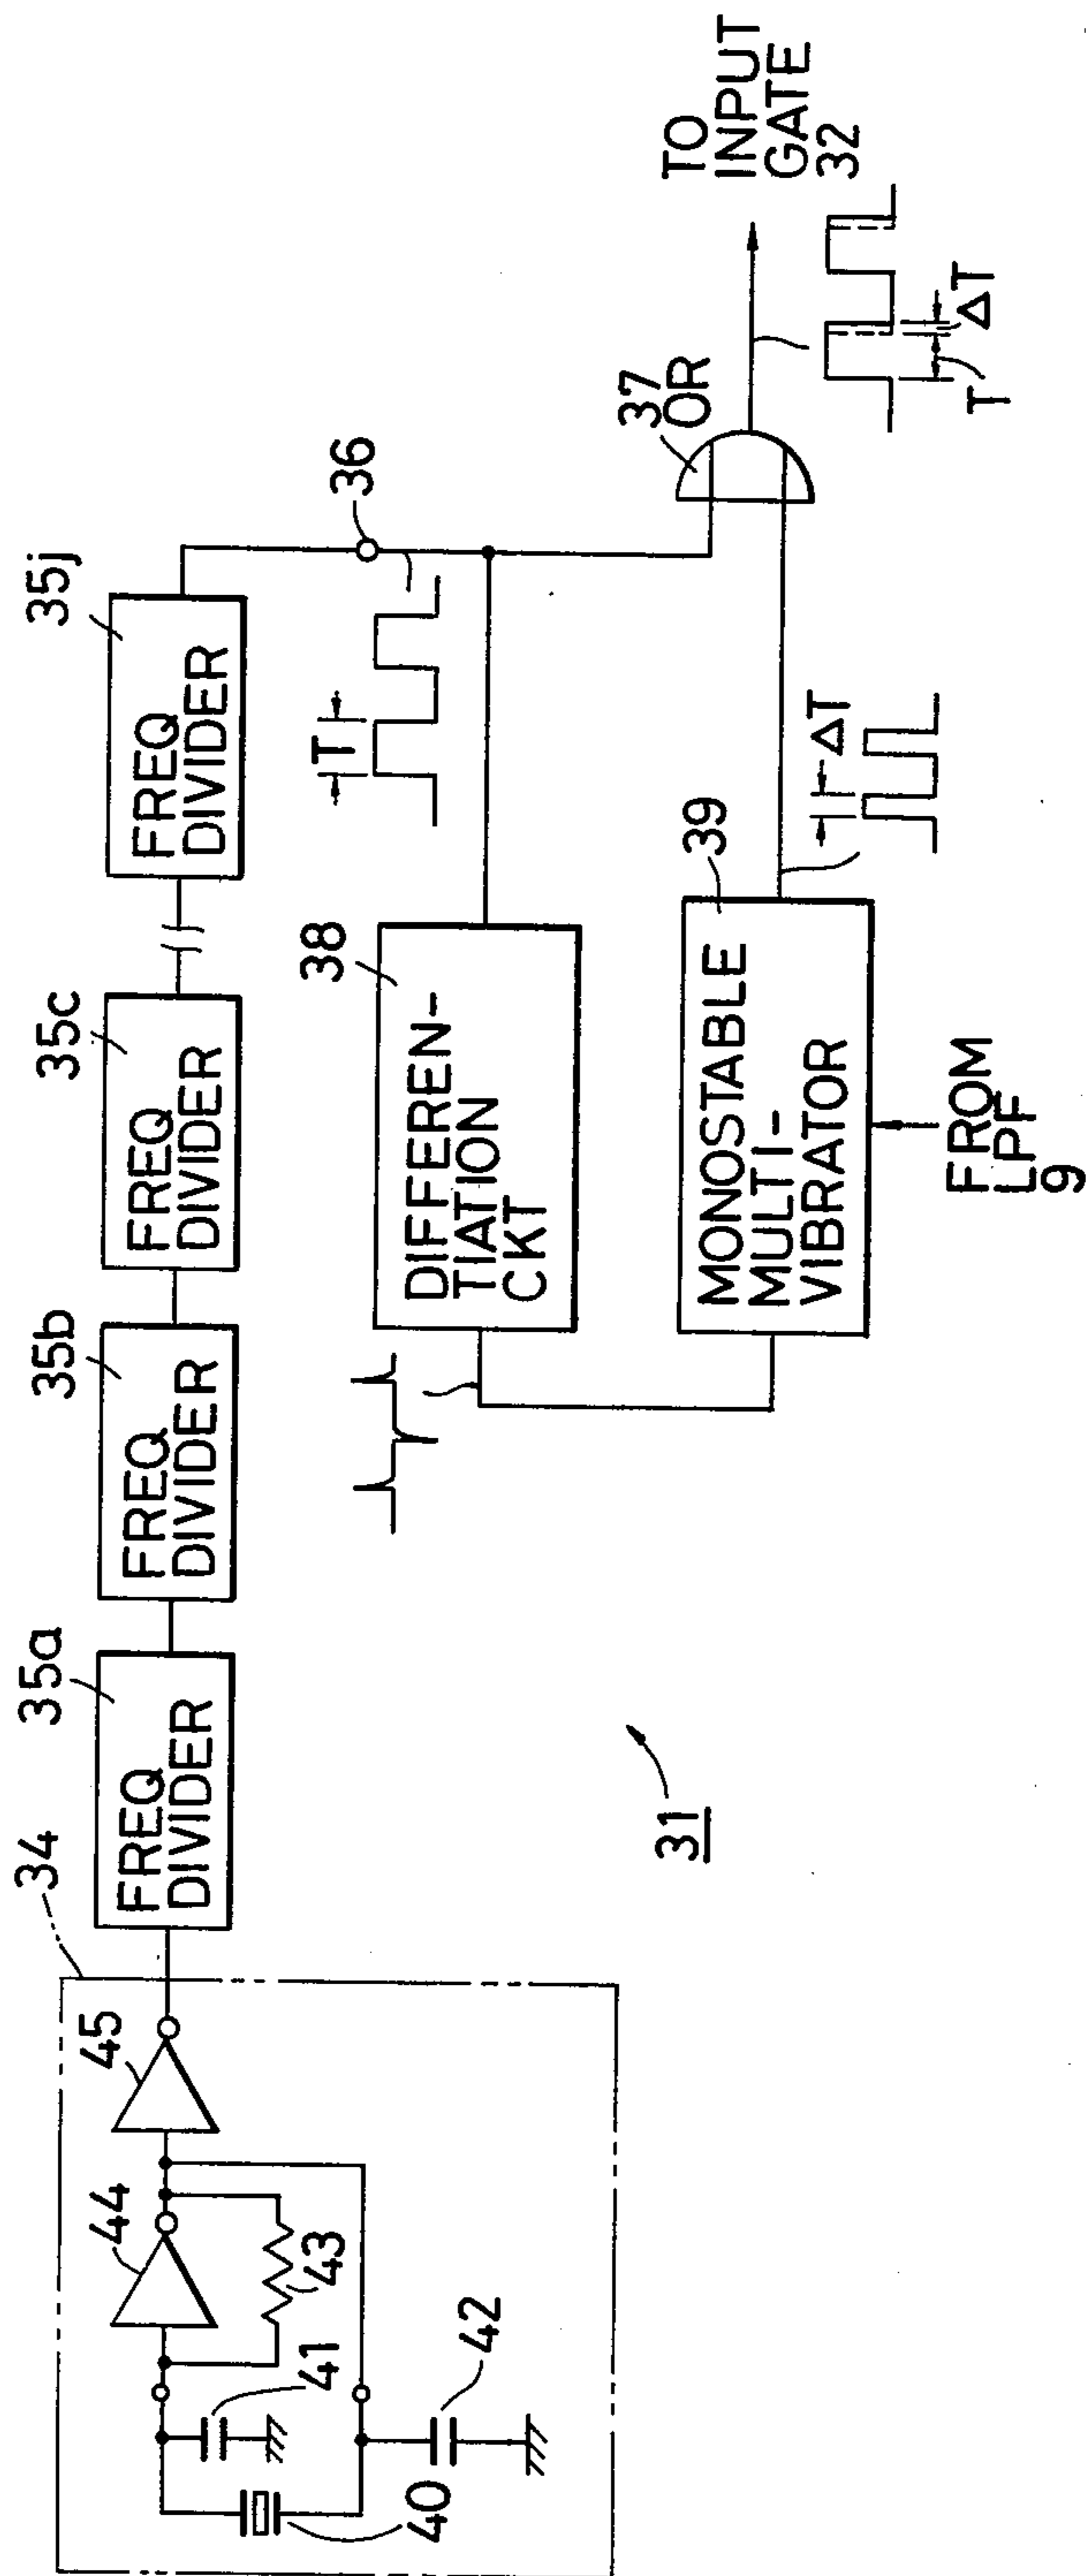 34
45
44
43
41
42
40
35a
FREQ
DIVIDER
35b
FREQ
DIVIDER
35c
FREQ
DIVIDER
35j
FREQ
DIVIDER
36
T
38
DIFFEREN-
TIATION
CKT
39
MONOSTABLE
MULTI-
VIBRATOR
FROM
LPF
9
ΔT
37
OR
TO
INPUT
GATE
32
T
ΔT
31